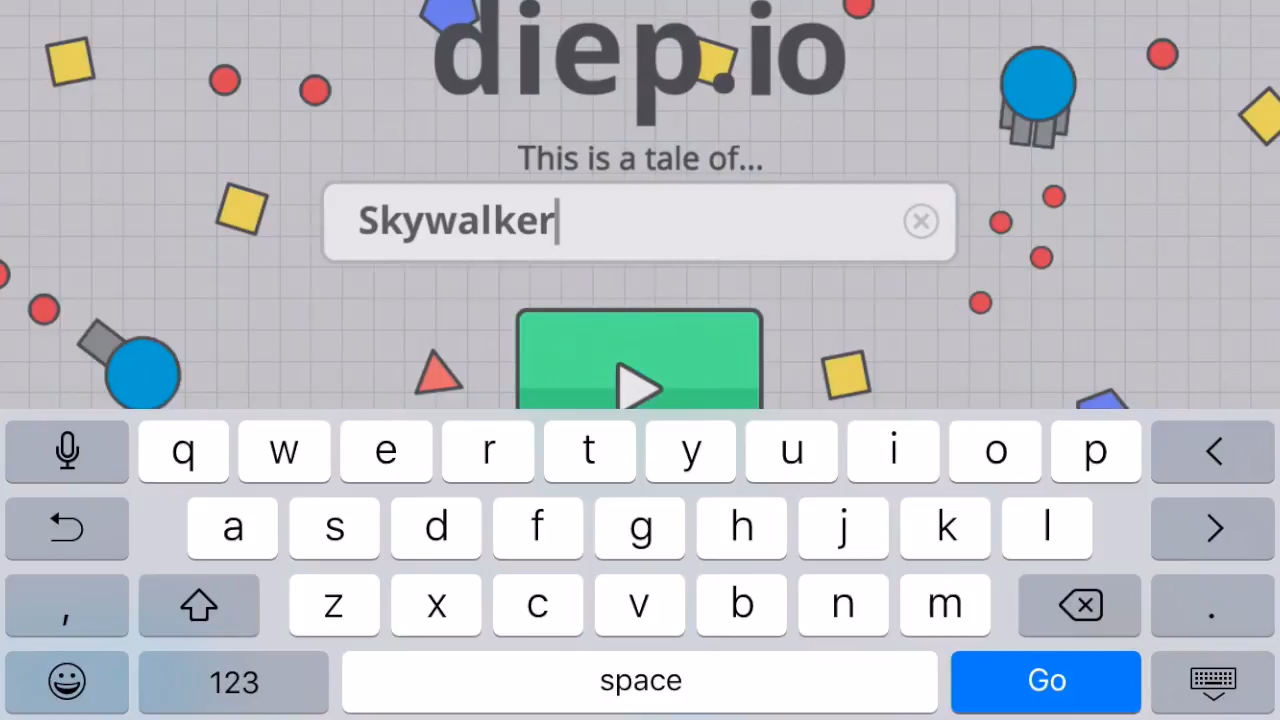 diep.io
This is a tale of...
Skywalker
q w e r t y u i o p <
a s d f g h j k l >
, z x c v b n m .
123 space Go